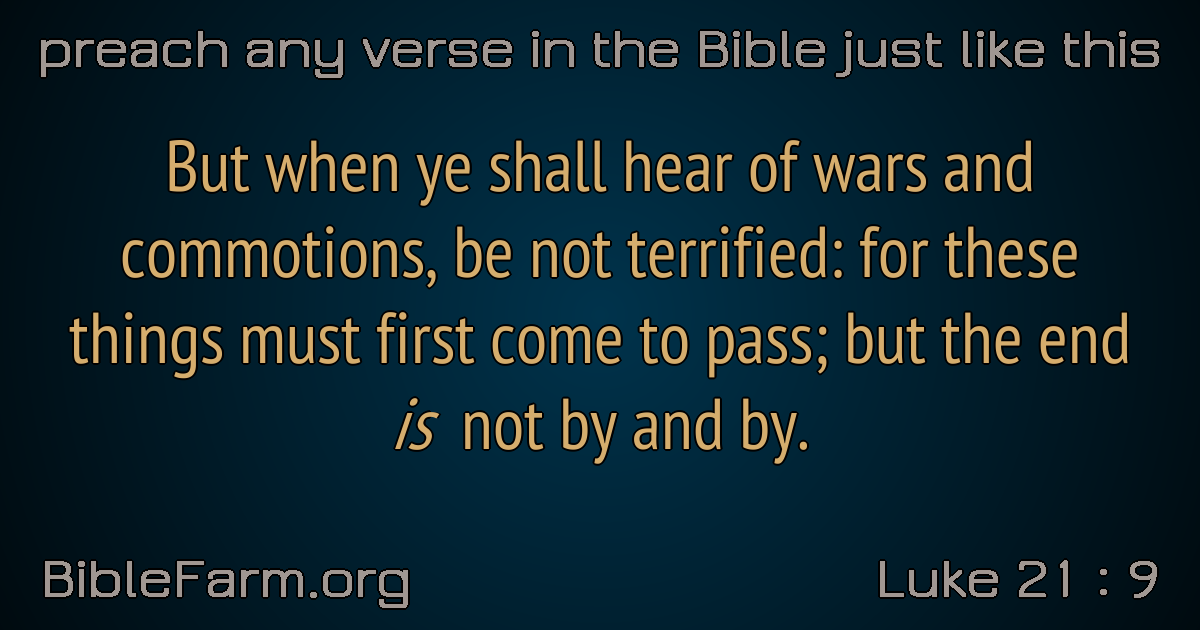 preach any verse in the Bible just like this
But when ye shall hear of wars and
commotions, be not terrified: for these
things must first come to pass; but the end
is not by and by.
BibleFarm.org
Luke 21 : 9